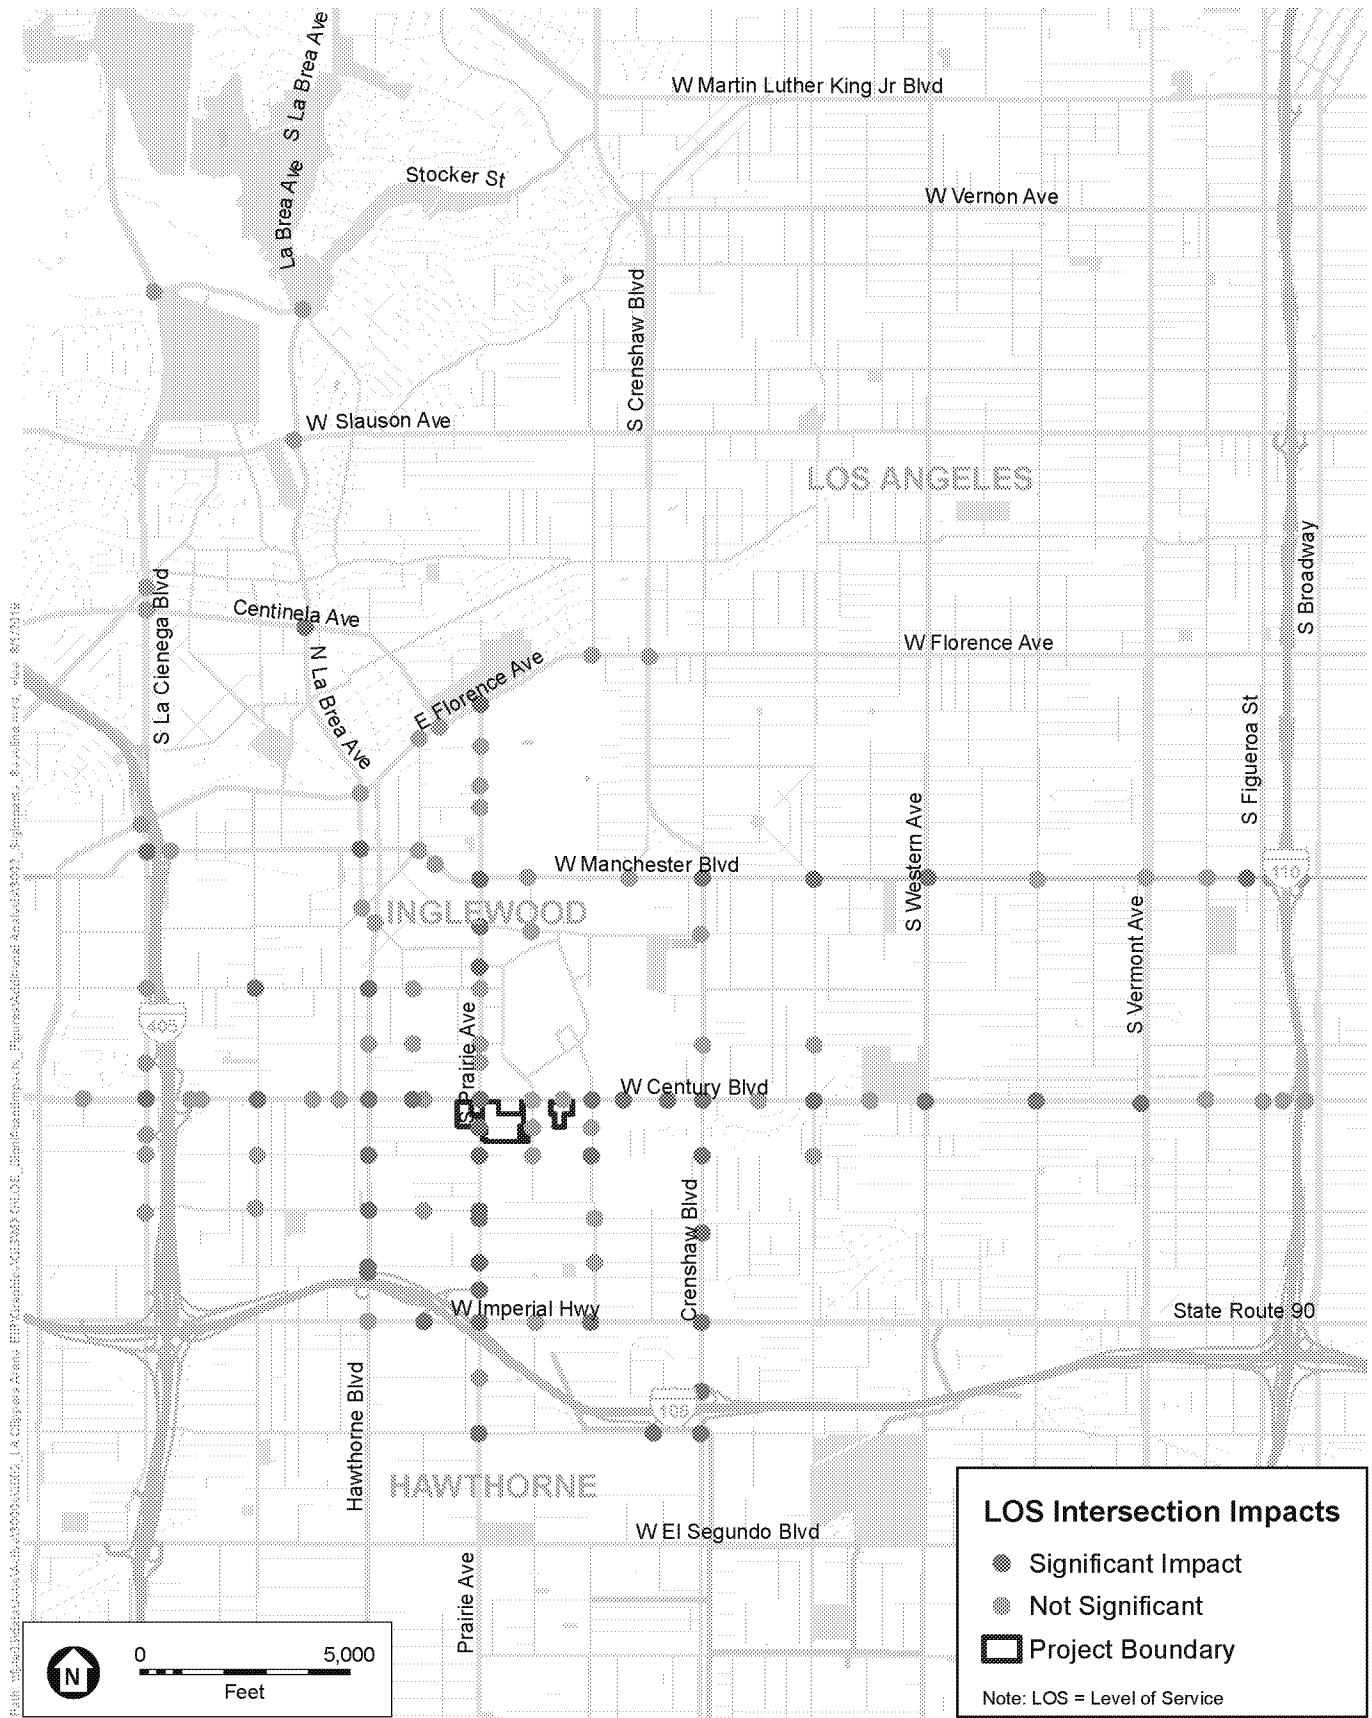 S La Brea Ave
W Martin Luther King Jr Blvd
La Brea Ave
Stocker St
W Vernon Ave
S Crenshaw Blvd
W Slauson Ave
LOS ANGELES
S Broadway
S La Cienega Blvd
Centinela Ave
N La Brea Ave
E Florence Ave
W Florence Ave
S Figueroa St
S Western Ave
W Manchester Blvd
110
INGLEWOOD
S Vermont Ave
405
S Prairie Ave
W Century Blvd
Crenshaw Blvd
W Imperial Hwy
State Route 90
Hawthorne Blvd
105
HAWTHORNE
W El Segundo Blvd
Prairie Ave
LOS Intersection Impacts
Significant Impact
Not Significant
Project Boundary
Note: LOS = Level of Service
N
0 5,000
Feet